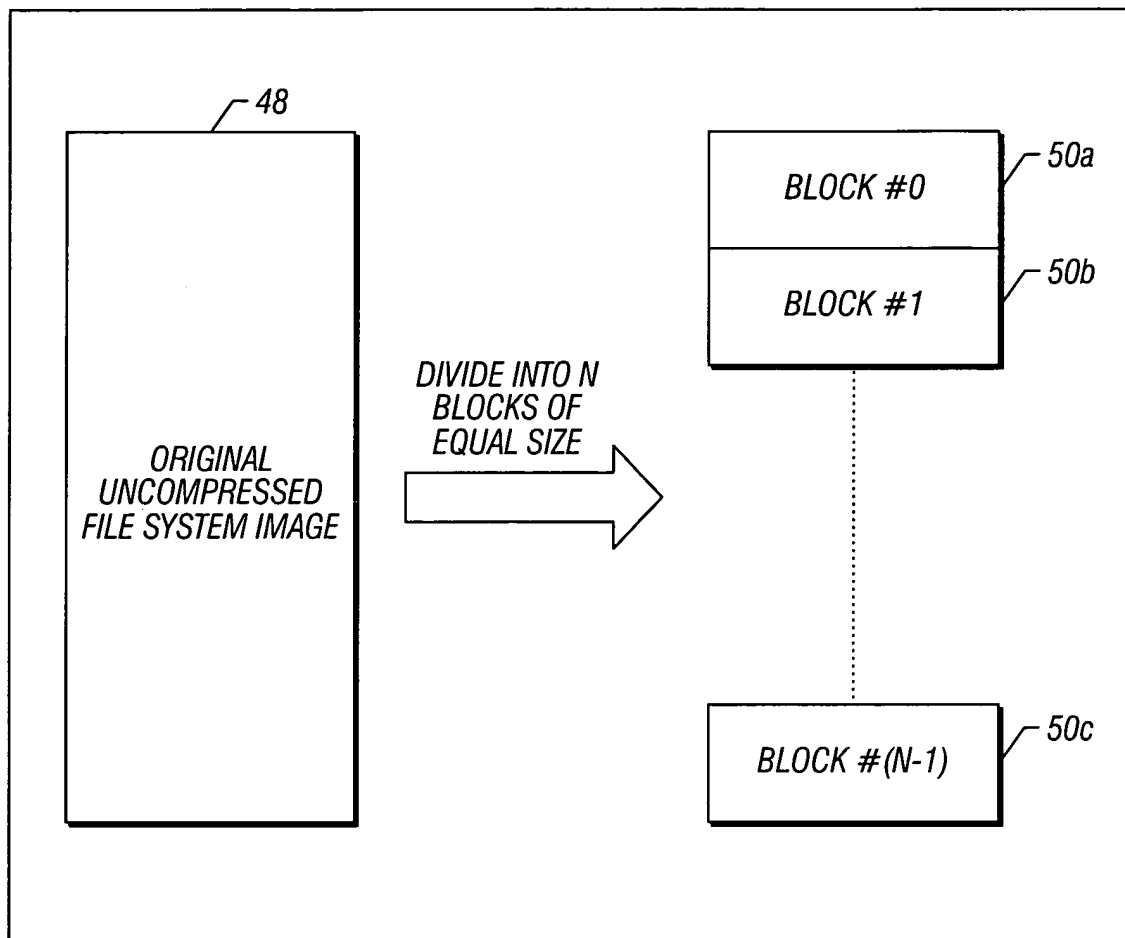 48
ORIGINAL
UNCOMPRESSED
FILE SYSTEM IMAGE
DIVIDE INTO N
BLOCKS OF
EQUAL SIZE
BLOCK #0
50a
BLOCK #1
50b
BLOCK #(N-1)
50c